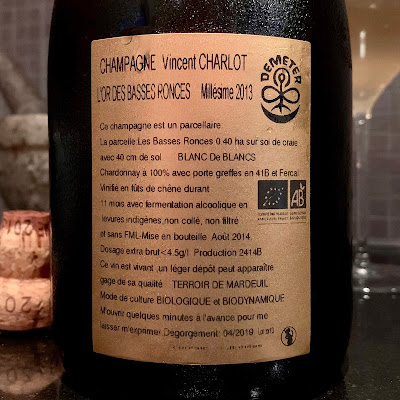 CHAMPAGNE Vincent CHARLOT
DEMETER
L'OR DES BASSES RONCES Millésime 2013
Ce champagne est un parcellaire
La parcelle:Les Basses Ronces 0.40 ha sur sol de craie
avec 40 cm de sol BLANC De BLANCS
Chardonnay à 100% avec porte greffes en 41B et Fercal
Vinifié en fûts de chêne durant
11 mois avec fermentation alcoolique en
levures indigènes,non collé, non filtré
et sans FML-Mise en bouteille Août 2014.
AB
Dosage extra brut<4.5g/l Production 2414B
Ce vin est vivant ,un léger dépôt peut apparaître
gage de sa qualité TERROIR DE MARDEUIL
Mode de culture BIOLOGIQUE et BIODYNAMIQUE
M'ouvrir quelques minutes à l'avance pour me
laisser m'exprimer.Dégorgement: 04/2019